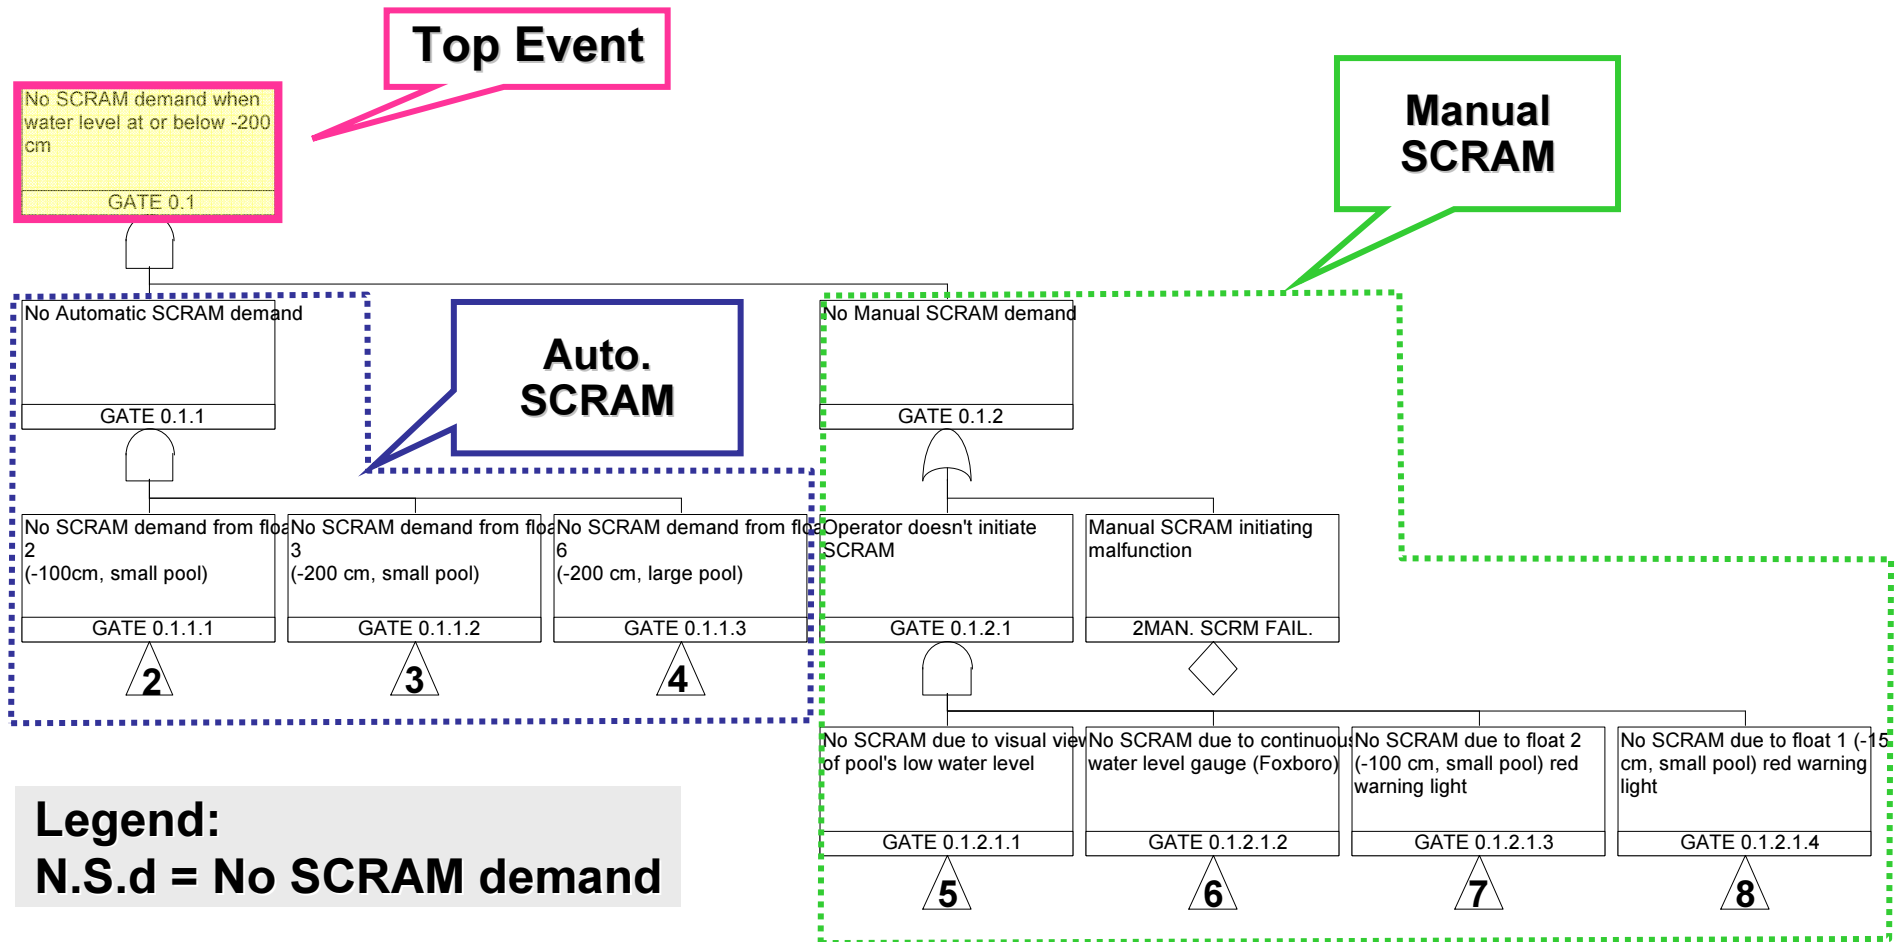 Top Event
No SCRAM demand when
water level at or below -200
cm
GATE 0.1
Manual
SCRAM
No Automatic SCRAM demand
GATE 0.1.1
Auto.
SCRAM
No Manual SCRAM demand
GATE 0.1.2
No SCRAM demand from floa
2
(-100cm, small pool)
GATE 0.1.1.1
2
No SCRAM demand from floa
3
(-200 cm, small pool)
GATE 0.1.1.2
3
No SCRAM demand from floa
6
(-200 cm, large pool)
GATE 0.1.1.3
4
Operator doesn't initiate
SCRAM
GATE 0.1.2.1
Manual SCRAM initiating
malfunction
2MAN. SCRM FAIL.
No SCRAM due to visual view
of pool's low water level
GATE 0.1.2.1.1
5
No SCRAM due to continuous
water level gauge (Foxboro)
GATE 0.1.2.1.2
6
No SCRAM due to float 2
(-100 cm, small pool) red
warning light
GATE 0.1.2.1.3
7
No SCRAM due to float 1 (-15
cm, small pool) red warning
light
GATE 0.1.2.1.4
8
Legend:
N.S.d = No SCRAM demand